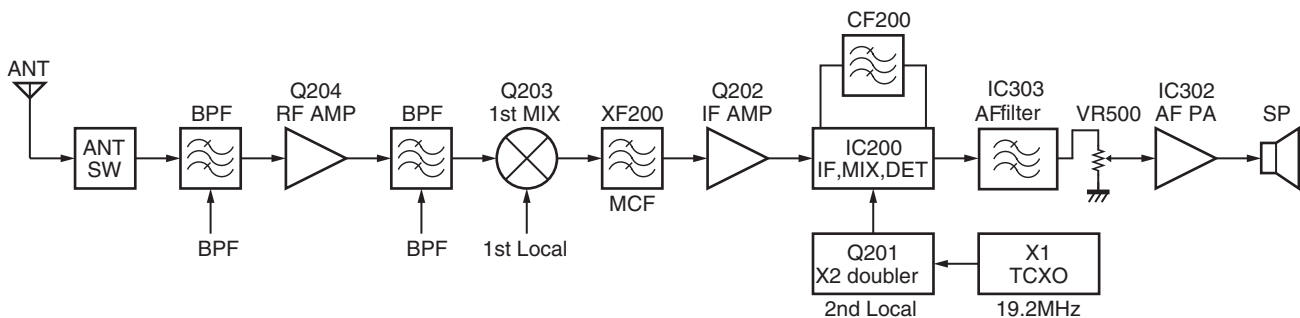 CF200
ANT
Q204
RF AMP
Q203
1st MIX
Q202
IF AMP
IC303
AFfilter
VR500
IC302
AF PA
SP
BPF
BPF
XF200
ANT
SW
IC200
IF,MIX,DET
MCF
BPF
BPF
1st Local
Q201
X2 doubler
X1
TCXO
2nd Local
19.2MHz